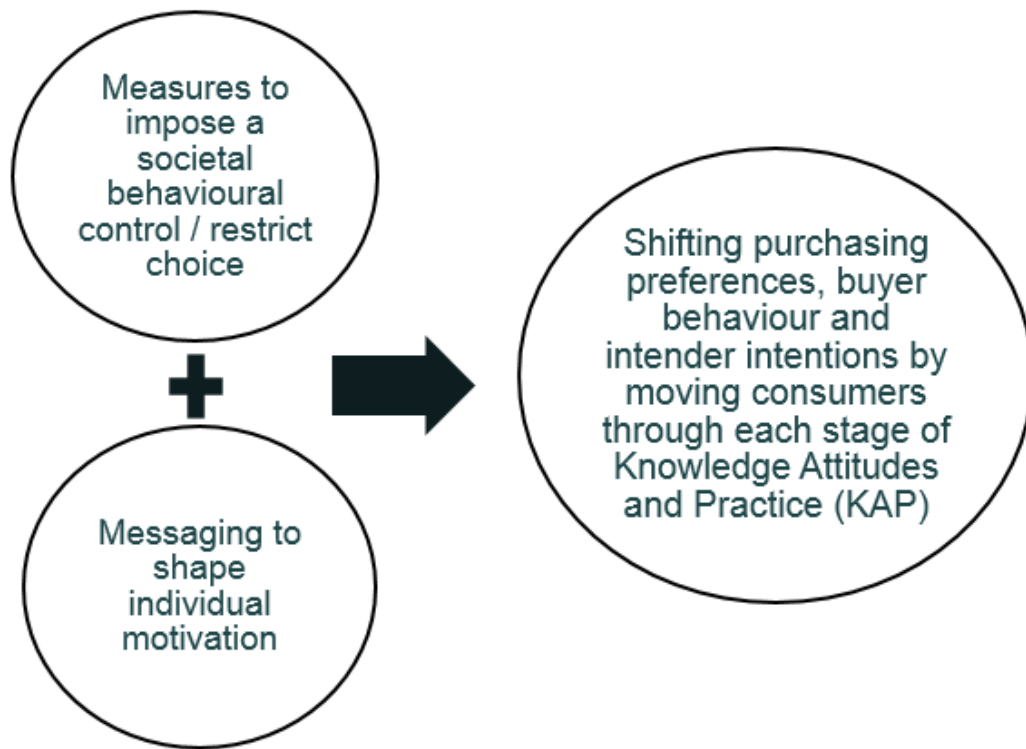 Measures to
impose a
societal
behavioural
control / restrict
choice
Messaging to
shape
individual
motivation
Shifting purchasing
preferences, buyer
behaviour and
intender intentions by
moving consumers
through each stage of
Knowledge Attitudes
and Practice (KAP)